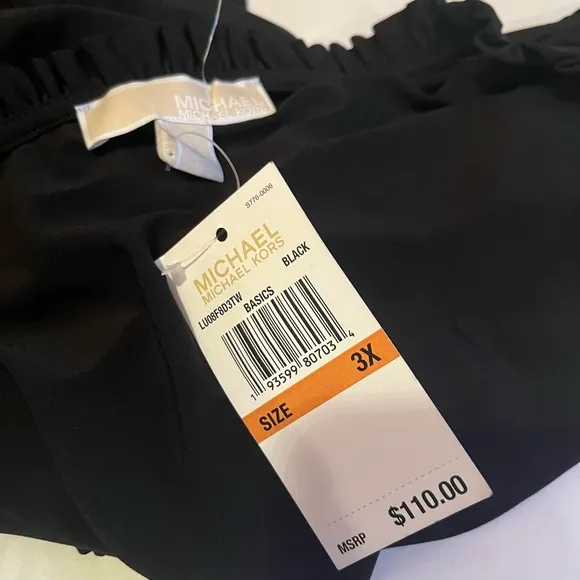 MICHAEL
MICHAEL KORS
S776-0006
MICHAEL
MICHAEL KORS
LU08F8D3TW BASICS BLACK
1 93599 80703 4
SIZE 3X
MSRP $110.00